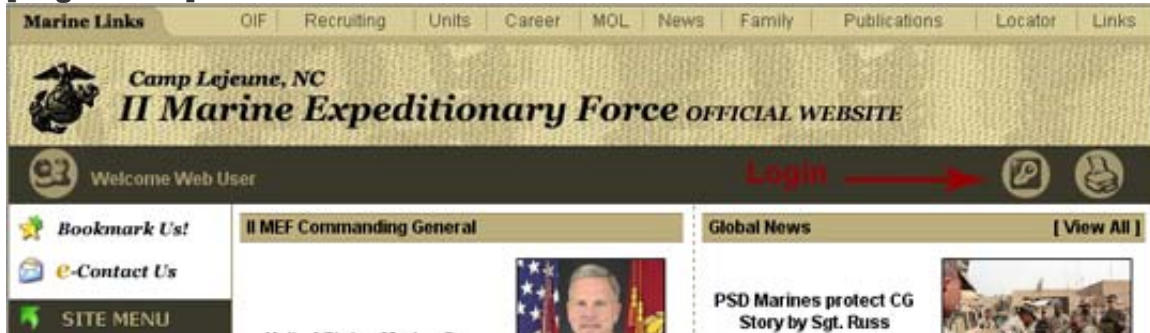 Marine Links OIF Recruiting Units Career MOL News Family Publications Locator Links
Camp Lejeune, NC
II Marine Expeditionary Force OFFICIAL WEBSITE
Welcome Web User
Login
Bookmark Us!
e-Contact Us
SITE MENU
II MEF Commanding General
Global News [ View All ]
PSD Marines protect CG
Story by Sgt. Russ